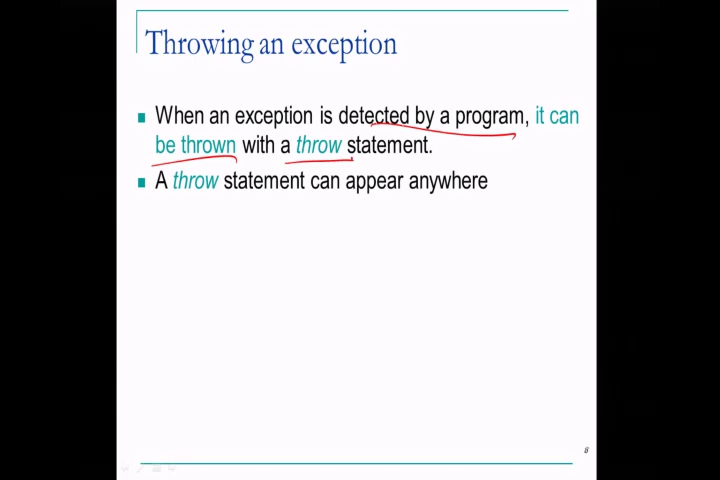 Throwing an exception
When an exception is detected by a program, it can
be thrown with a throw statement.
A throw statement can appear anywhere
8